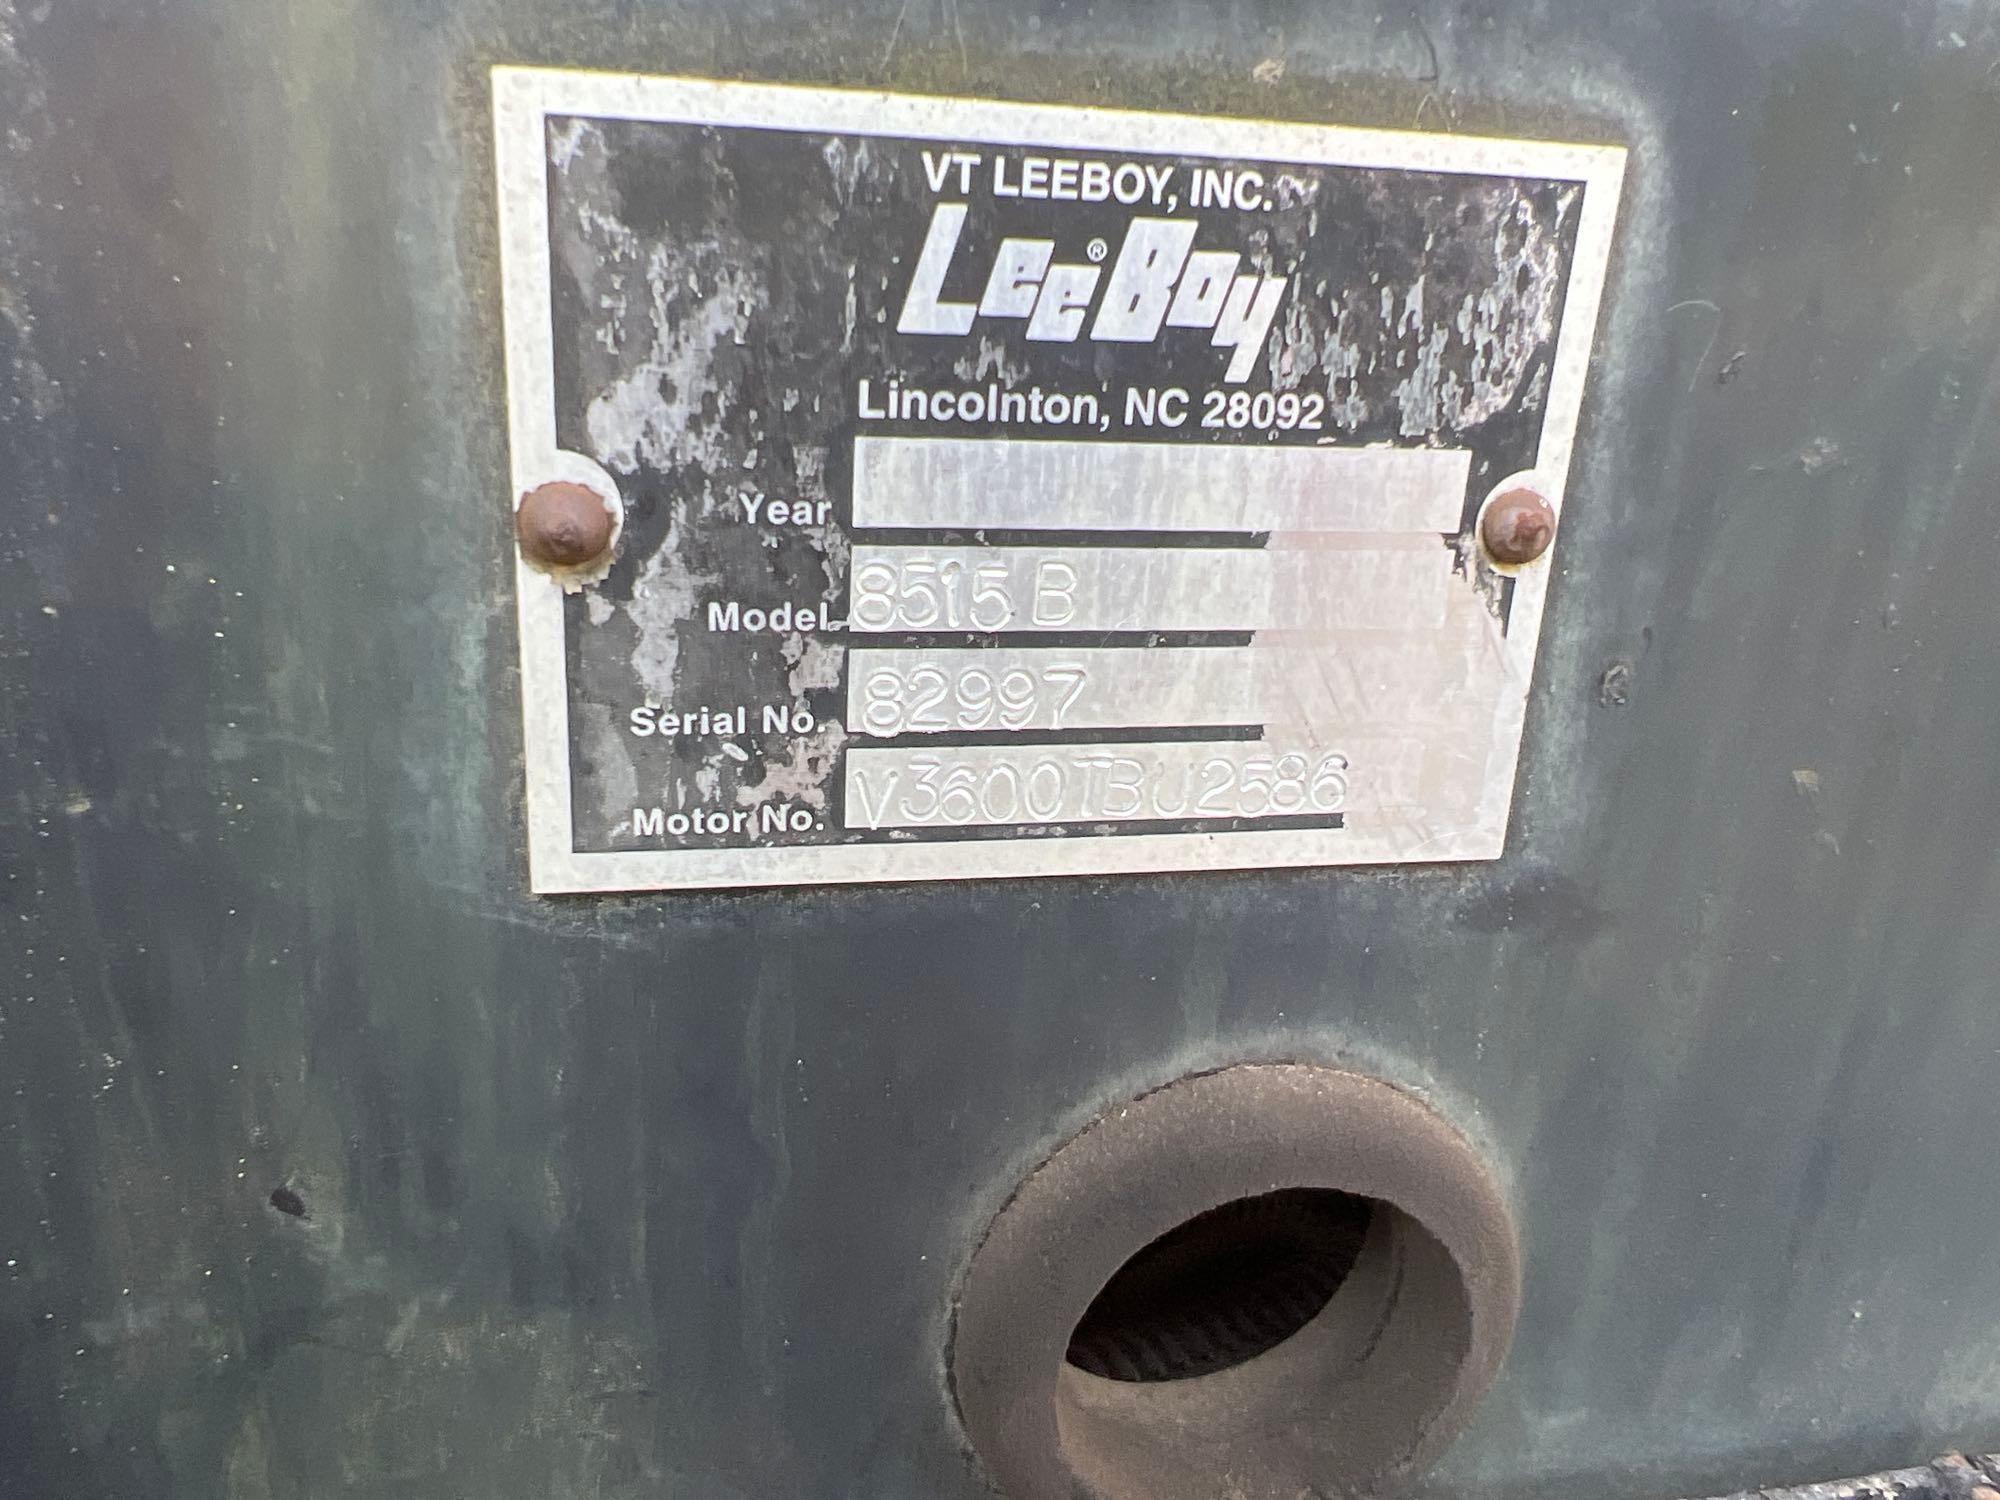 VT LEEBOY, INC.
LeeBoy®
Lincolnton, NC 28092
Year
Model 8515 B
Serial No. 82997
Motor No. V3600TBU2586